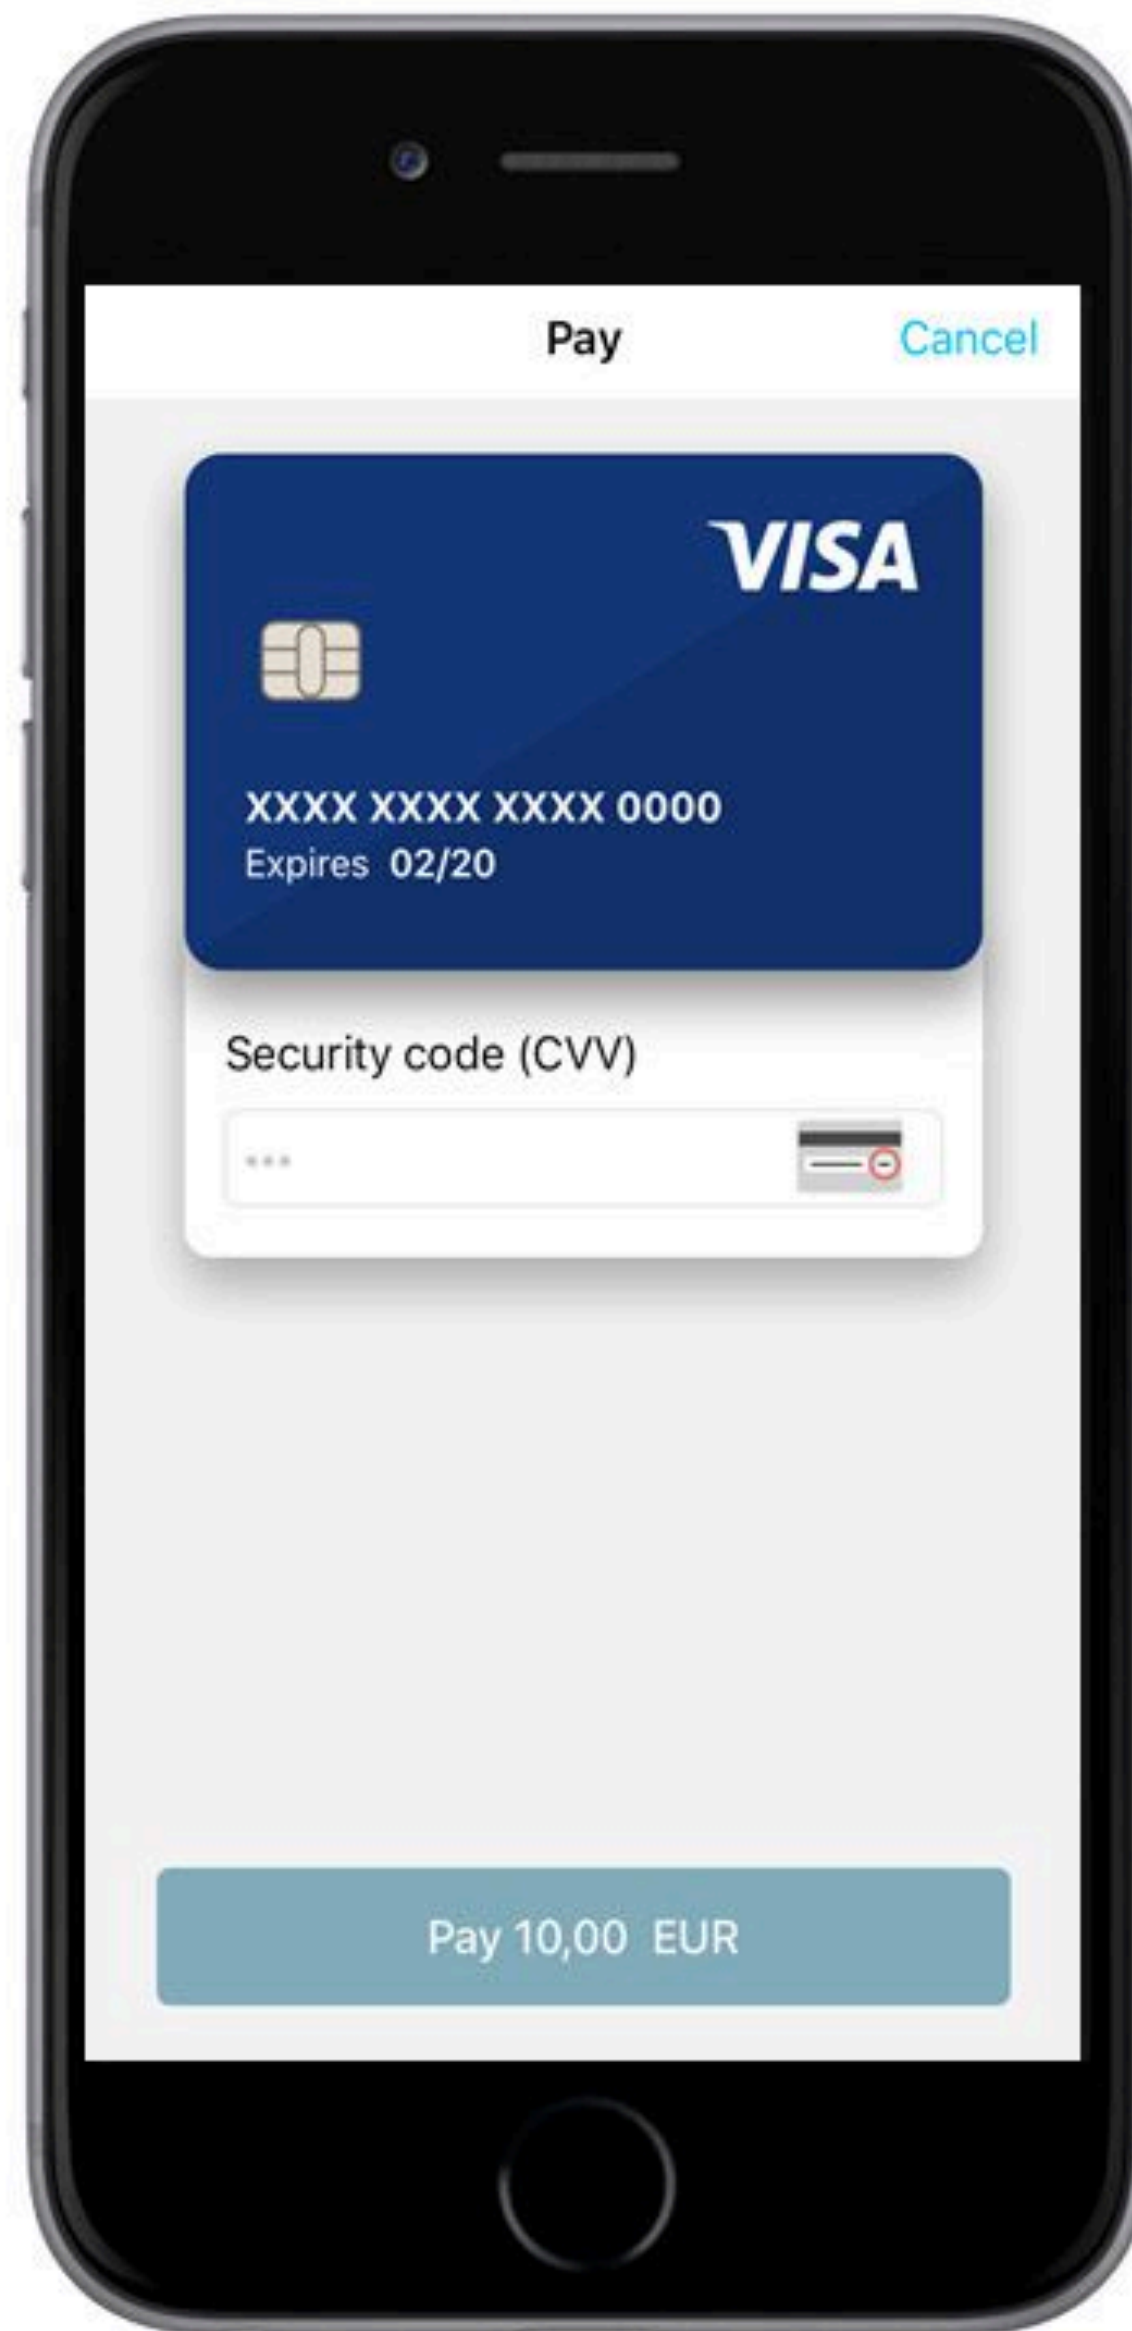 Pay
Cancel
VISA
XXXX XXXX XXXX 0000
Expires 02/20
Security code (CVV)
•••
Pay 10,00 EUR